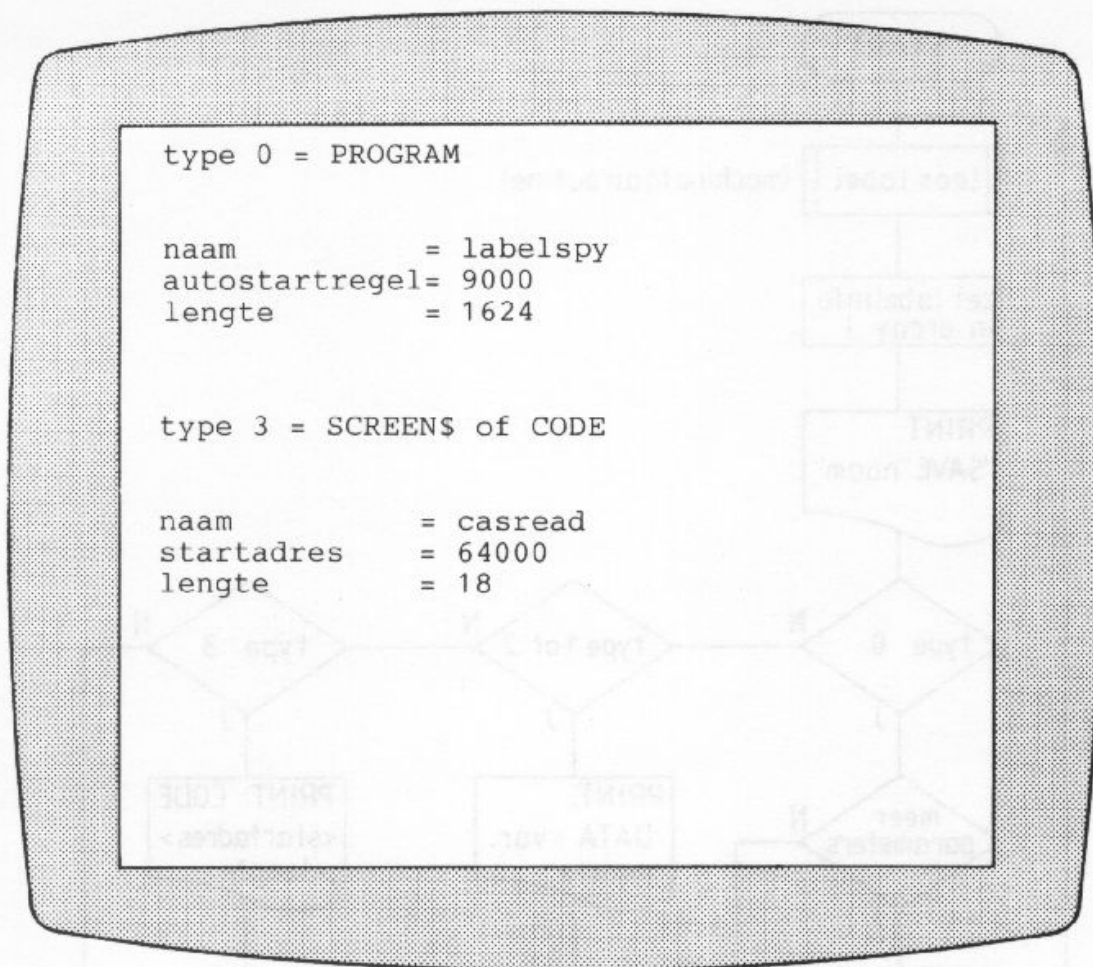 type 0 = PROGRAM
naam = labelspy
autostartregel= 9000
lengte = 1624
type 3 = SCREEN$ of CODE
naam = casread
startadres = 64000
lengte = 18